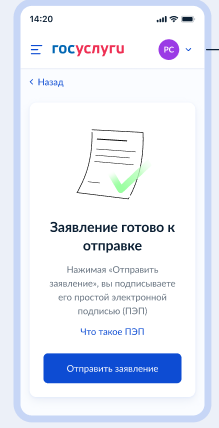 14:20
госуслуги
РС
Назад
Заявление готово к
отправке
Нажимая «Отправить
заявление», вы подписываете
его простой электронной
подписью (ПЭП)
Что такое ПЭП
Отправить заявление